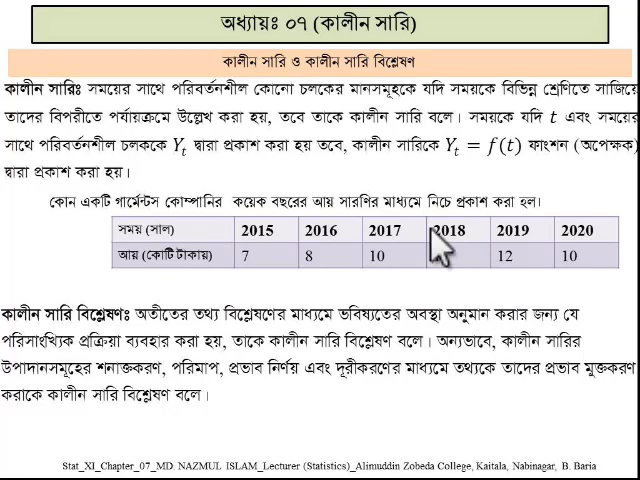 অধ্যায়ঃ ০৭ (কালীন সারি)
কালীন সারি ও কালীন সারি বিশ্লেষণ
কালীন সারিঃ সময়ের সাথে পরিবর্তনশীল কোনো চলকের মানসমূহকে যদি সময়কে বিভিন্ন শ্রেণিতে সাজিয়ে
তাদের বিপরীতে পর্যায়ক্রমে উল্লেখ করা হয়, তবে তাকে কালীন সারি বলে। সময়কে যদি t এবং সময়ের
সাথে পরিবর্তনশীল চলককে Yₜ দ্বারা প্রকাশ করা হয় তবে, কালীন সারিকে Yₜ = f(t) ফাংশন (অপেক্ষক)
দ্বারা প্রকাশ করা হয়।
কোন একটি গার্মেন্টস কোম্পানির কয়েক বছরের আয় সারণির মাধ্যমে নিচে প্রকাশ করা হল।
সময় (সাল) 2015 2016 2017 2018 2019 2020
আয় (কোটি টাকায়) 7 8 10 12 10
কালীন সারি বিশ্লেষণঃ অতীতের তথ্য বিশ্লেষণের মাধ্যমে ভবিষ্যতের অবস্থা অনুমান করার জন্য যে
পরিসাংখ্যিক প্রক্রিয়া ব্যবহার করা হয়, তাকে কালীন সারি বিশ্লেষণ বলে। অন্যভাবে, কালীন সারির
উপাদানসমূহের শনাক্তকরণ, পরিমাপ, প্রভাব নির্ণয় এবং দূরীকরণের মাধ্যমে তথ্যকে তাদের প্রভাব মুক্তকরণ
করাকে কালীন সারি বিশ্লেষণ বলে।
Stat_XI_Chapter_07_MD. NAZMUL ISLAM_Lecturer (Statistics)_Alimuddin Zobeda College, Kaitala, Nabinagar, B. Baria